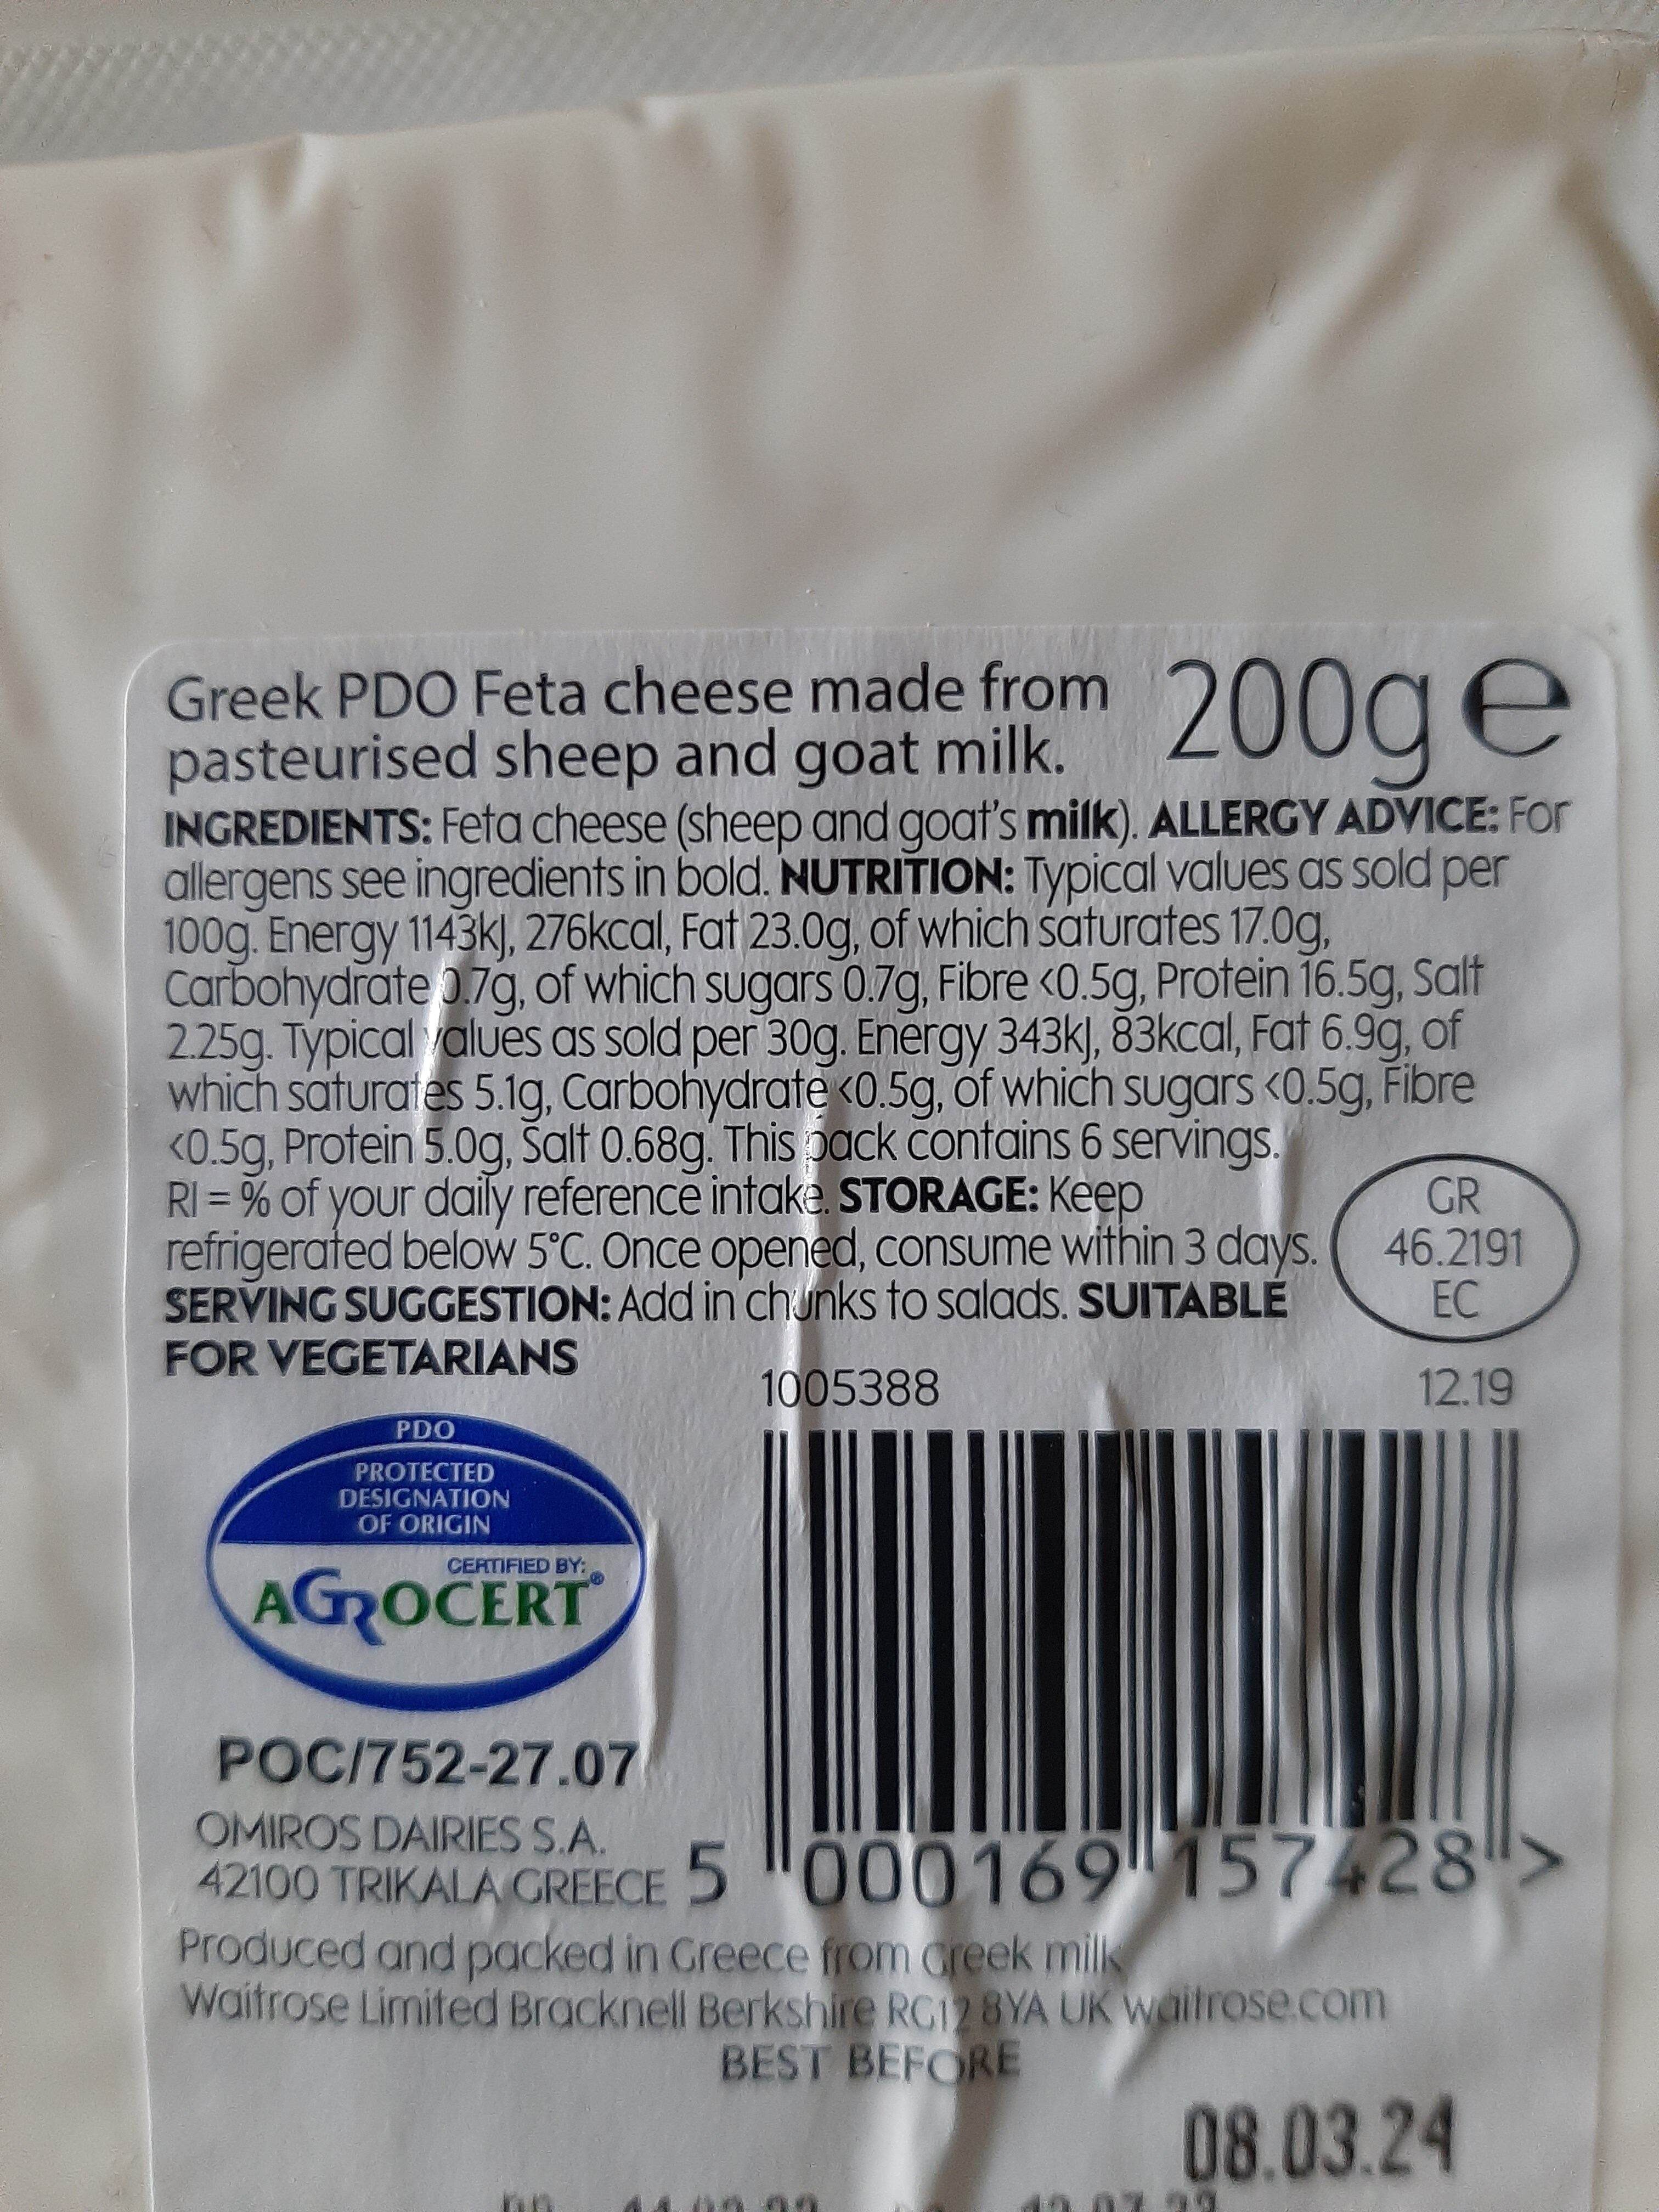 Greek PDO Feta cheese made from
pasteurised sheep and goat milk.
200g e
INGREDIENTS: Feta cheese (sheep and goat's milk). ALLERGY ADVICE: For
allergens see ingredients in bold. NUTRITION: Typical values as sold per
100g. Energy 1143kJ, 276kcal, Fat 23.0g, of which saturates 17.0g,
Carbohydrate 0.7g, of which sugars 0.7g, Fibre <0.5g, Protein 16.5g, Salt
2.25g. Typical values as sold per 30g. Energy 343kJ, 83kcal, Fat 6.9g, of
which saturates 5.1g, Carbohydrate <0.5g, of which sugars <0.5g, Fibre
<0.5g, Protein 5.0g, Salt 0.68g. This pack contains 6 servings.
RI = % of your daily reference intake. STORAGE: Keep
refrigerated below 5°C. Once opened, consume within 3 days.
SERVING SUGGESTION: Add in chunks to salads. SUITABLE
FOR VEGETARIANS
GR
46.2191
EC
1005388
12.19
PDO
PROTECTED
DESIGNATION
OF ORIGIN
CERTIFIED BY:
AGROCERT®
POC/752-27.07
OMIROS DAIRIES S.A.
42100 TRIKALA GREECE
5 000169 157428 >
Produced and packed in Greece from Greek milk
Waitrose Limited Bracknell Berkshire RG12 8YA UK waitrose.com
BEST BEFORE
08.03.24